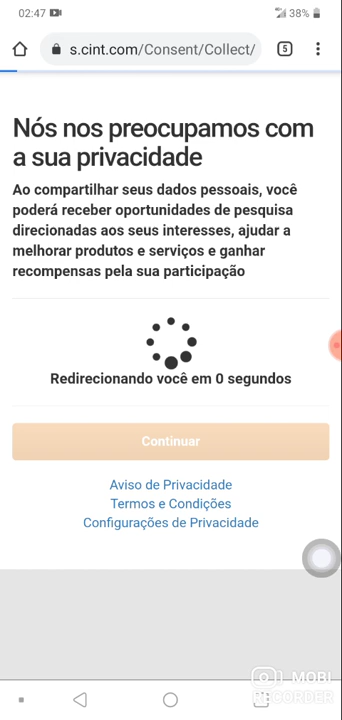 02:47
38%
s.cint.com/Consent/Collect/
5
Nós nos preocupamos com
a sua privacidade
Ao compartilhar seus dados pessoais, você
poderá receber oportunidades de pesquisa
direcionadas aos seus interesses, ajudar a
melhorar produtos e serviços e ganhar
recompensas pela sua participação
Redirecionando você em 0 segundos
Continuar
Aviso de Privacidade
Termos e Condições
Configurações de Privacidade
MOBI
RECORDER